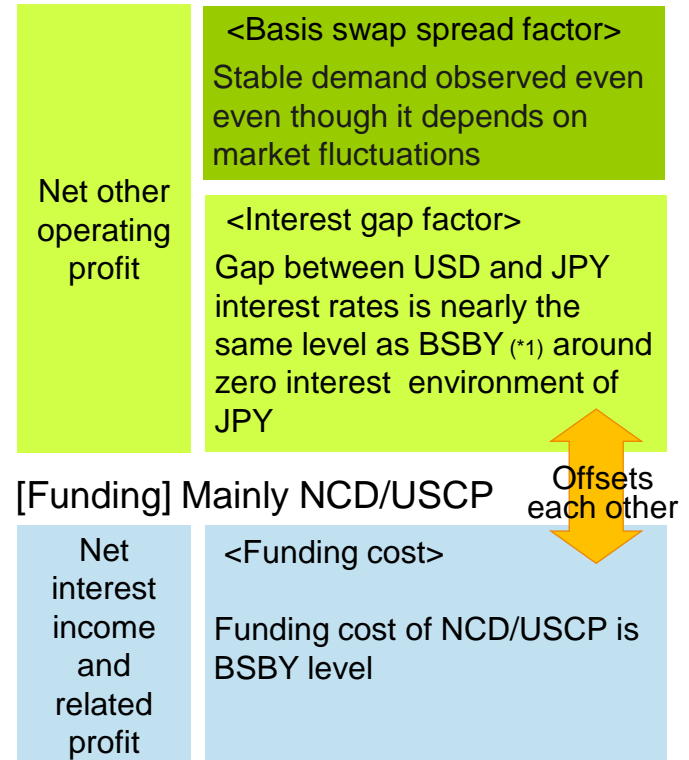 Net other
operating
profit
<Basis swap spread factor>
Stable demand observed even
even though it depends on
market fluctuations
<Interest gap factor>
Gap between USD and JPY
interest rates is nearly the
same level as BSBY (*1) around
zero interest environment of
JPY
Offsets
each other
[Funding] Mainly NCD/USCP
Net
interest
income
and
related
profit
<Funding cost>
Funding cost of NCD/USCP is
BSBY level